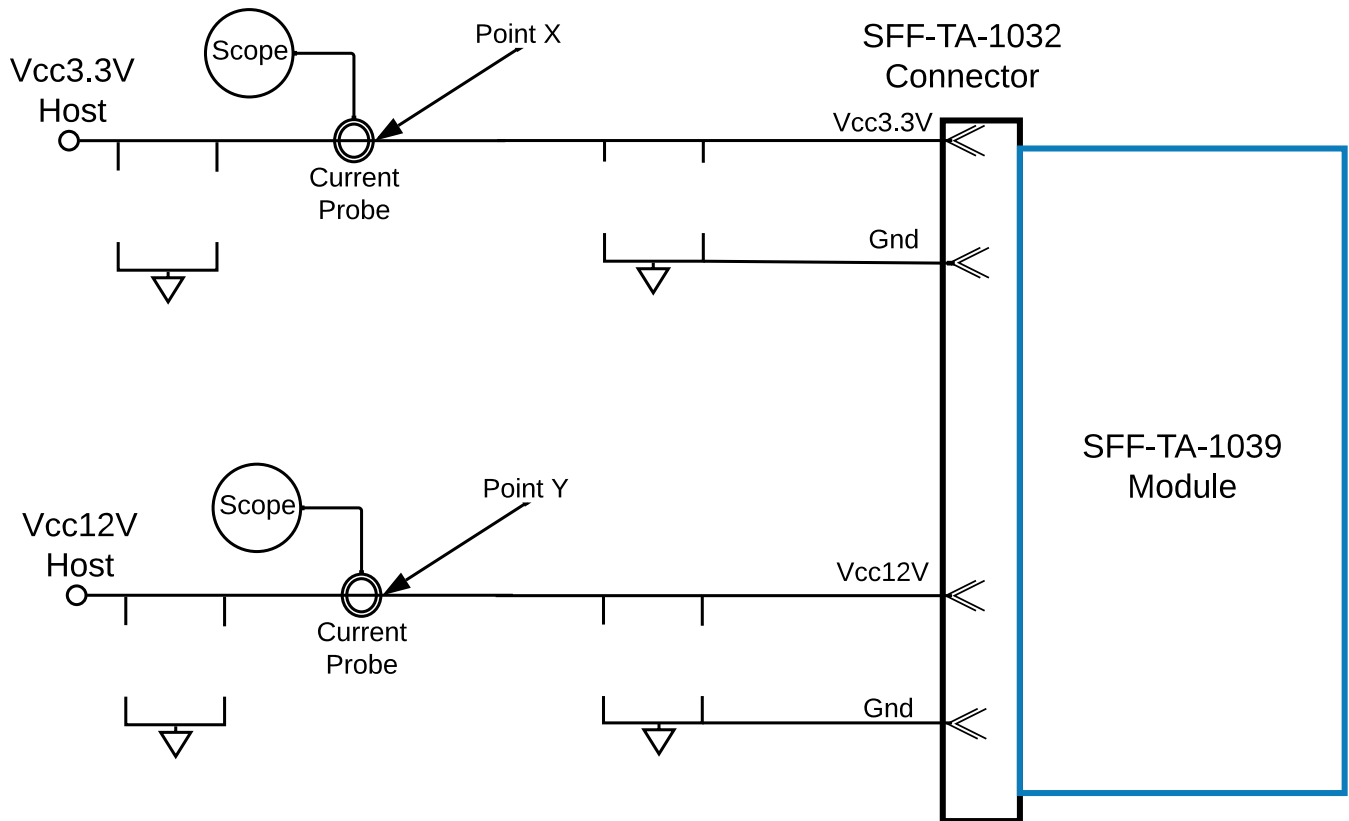 Scope
Point X
SFF-TA-1032
Connector
Vcc3.3V
Host
Vcc3.3V
Current
Probe
Gnd
SFF-TA-1039
Module
Scope
Point Y
Vcc12V
Host
Vcc12V
Current
Probe
Gnd